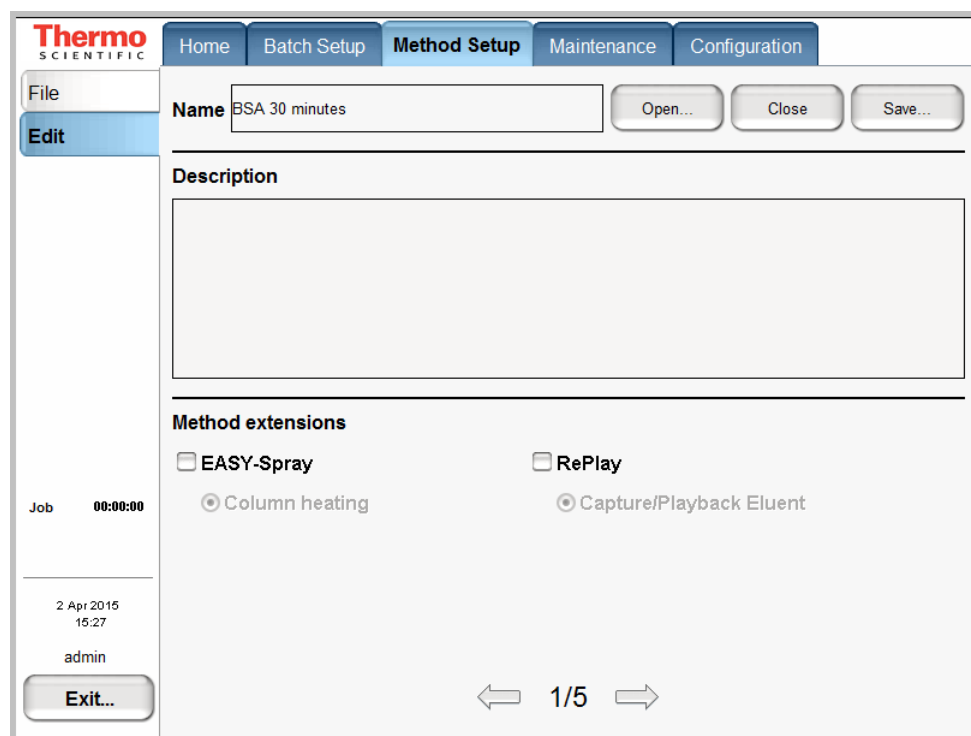 Thermo
SCIENTIFIC
Home
Batch Setup
Method Setup
Maintenance
Configuration
File
Edit
Name
BSA 30 minutes
Open...
Close
Save...
Description
Method extensions
EASY-Spray
RePlay
Column heating
Capture/Playback Eluent
Job 00:00:00
2 Apr 2015
15:27
admin
Exit...
1/5